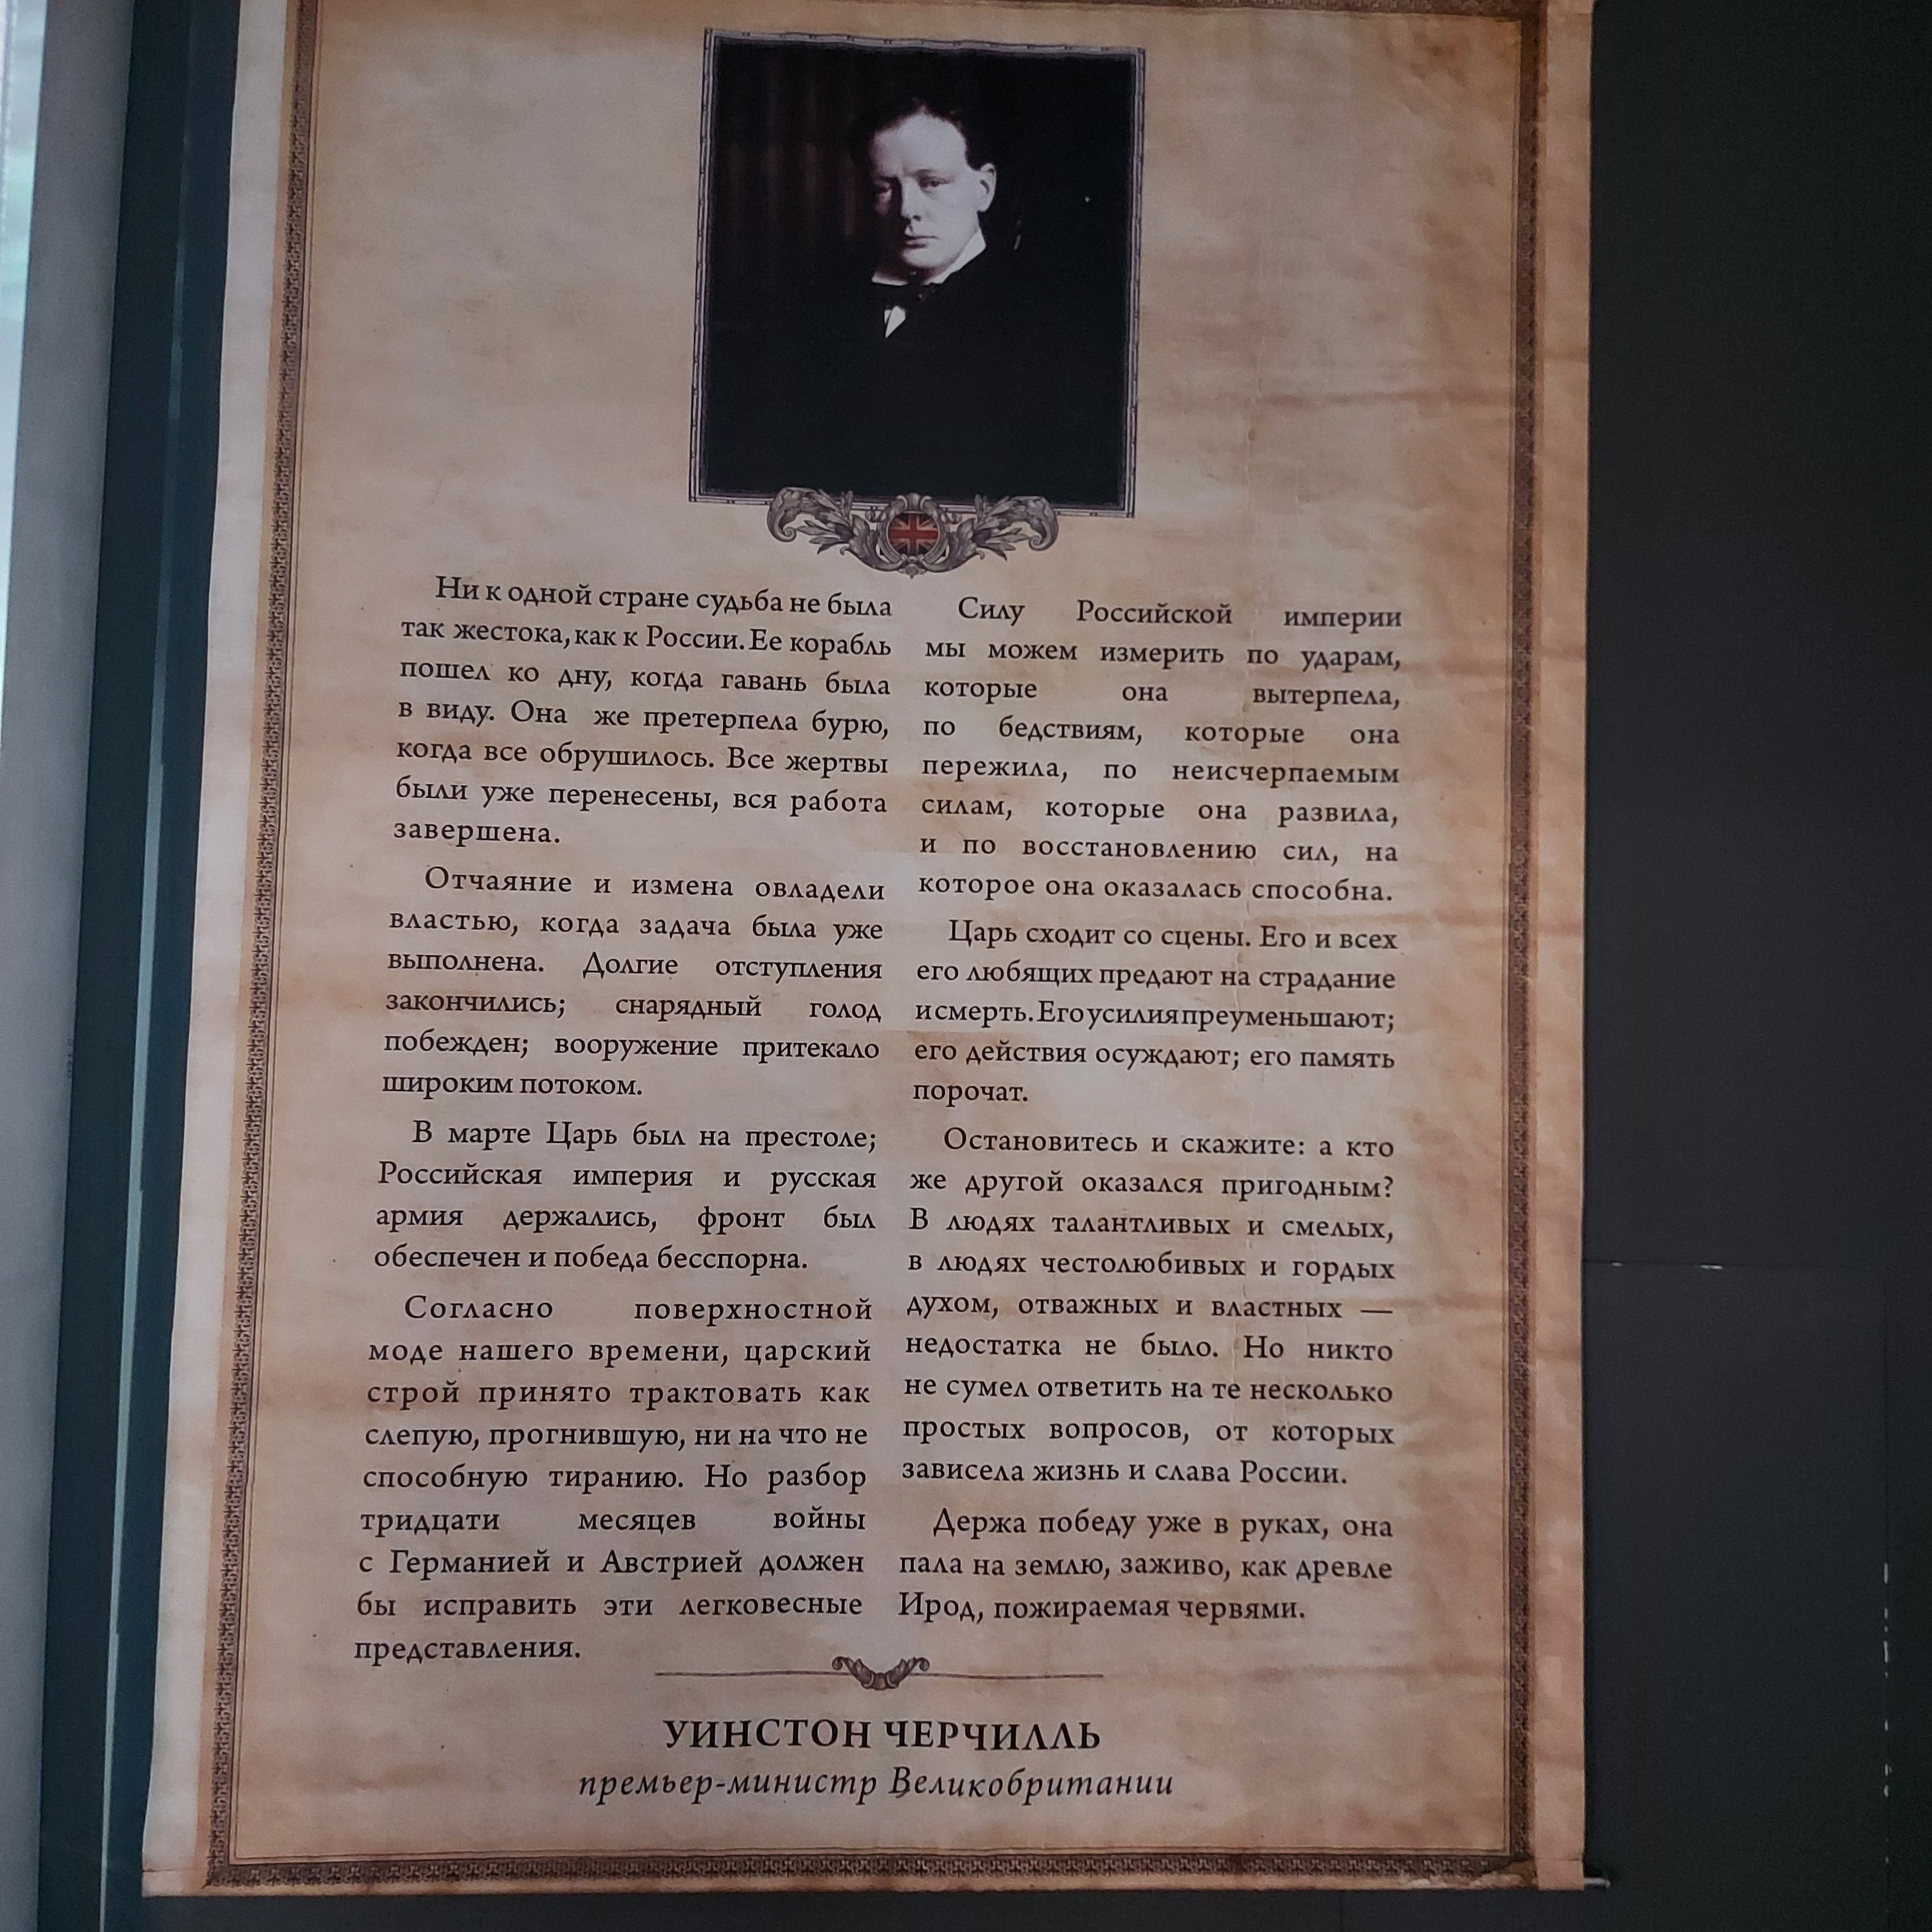 Ни к одной стране судьба не была
так жестока, как к России. Ее корабль
пошел ко дну, когда гавань была
в виду. Она же претерпела бурю,
когда все обрушилось. Все жертвы
были уже перенесены, вся работа
завершена.
Отчаяние и измена овладели
властью, когда задача была уже
выполнена. Долгие отступления
закончились; снарядный голод
побежден; вооружение притекало
широким потоком.
В марте Царь был на престоле;
Российская империя и русская
армия держались, фронт был
обеспечен и победа бесспорна.
Согласно поверхностной
моде нашего времени, царский
строй принято трактовать как
слепую, прогнившую, ни на что не
способную тиранию. Но разбор
тридцати месяцев войны
с Германией и Австрией должен
бы исправить эти легковесные
представления.
Силу Российской империи
мы можем измерить по ударам,
которые она вытерпела,
по бедствиям, которые она
пережила, по неисчерпаемым
силам, которые она развила,
и по восстановлению сил, на
которое она оказалась способна.
Царь сходит со сцены. Его и всех
его любящих предают на страдание
и смерть. Его усилия преуменьшают;
его действия осуждают; его память
порочат.
Остановитесь и скажите: а кто
же другой оказался пригодным?
В людях талантливых и смелых,
в людях честолюбивых и гордых
духом, отважных и властных —
недостатка не было. Но никто
не сумел ответить на те несколько
простых вопросов, от которых
зависела жизнь и слава России.
Держа победу уже в руках, она
пала на землю, заживо, как древле
Ирод, пожираемая червями.
УИНСТОН ЧЕРЧИЛЛЬ
премьер-министр Великобритании